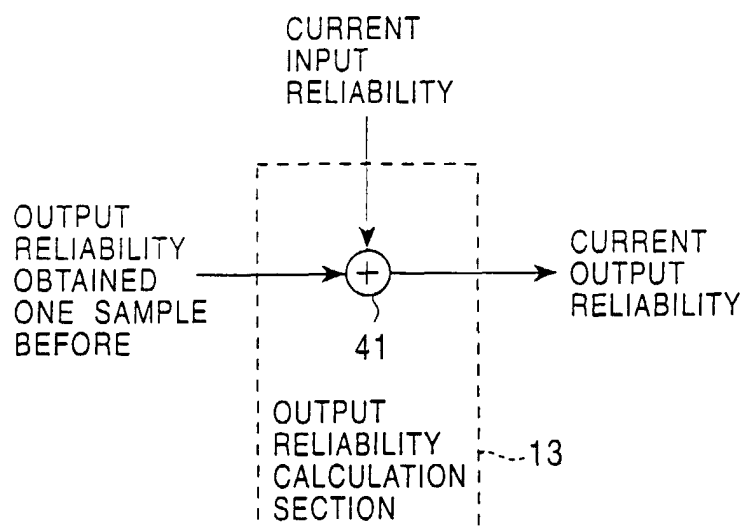 CURRENT
INPUT
RELIABILITY
OUTPUT
RELIABILITY
OBTAINED
ONE SAMPLE
BEFORE
+
41
CURRENT
OUTPUT
RELIABILITY
OUTPUT
RELIABILITY
CALCULATION
SECTION
13